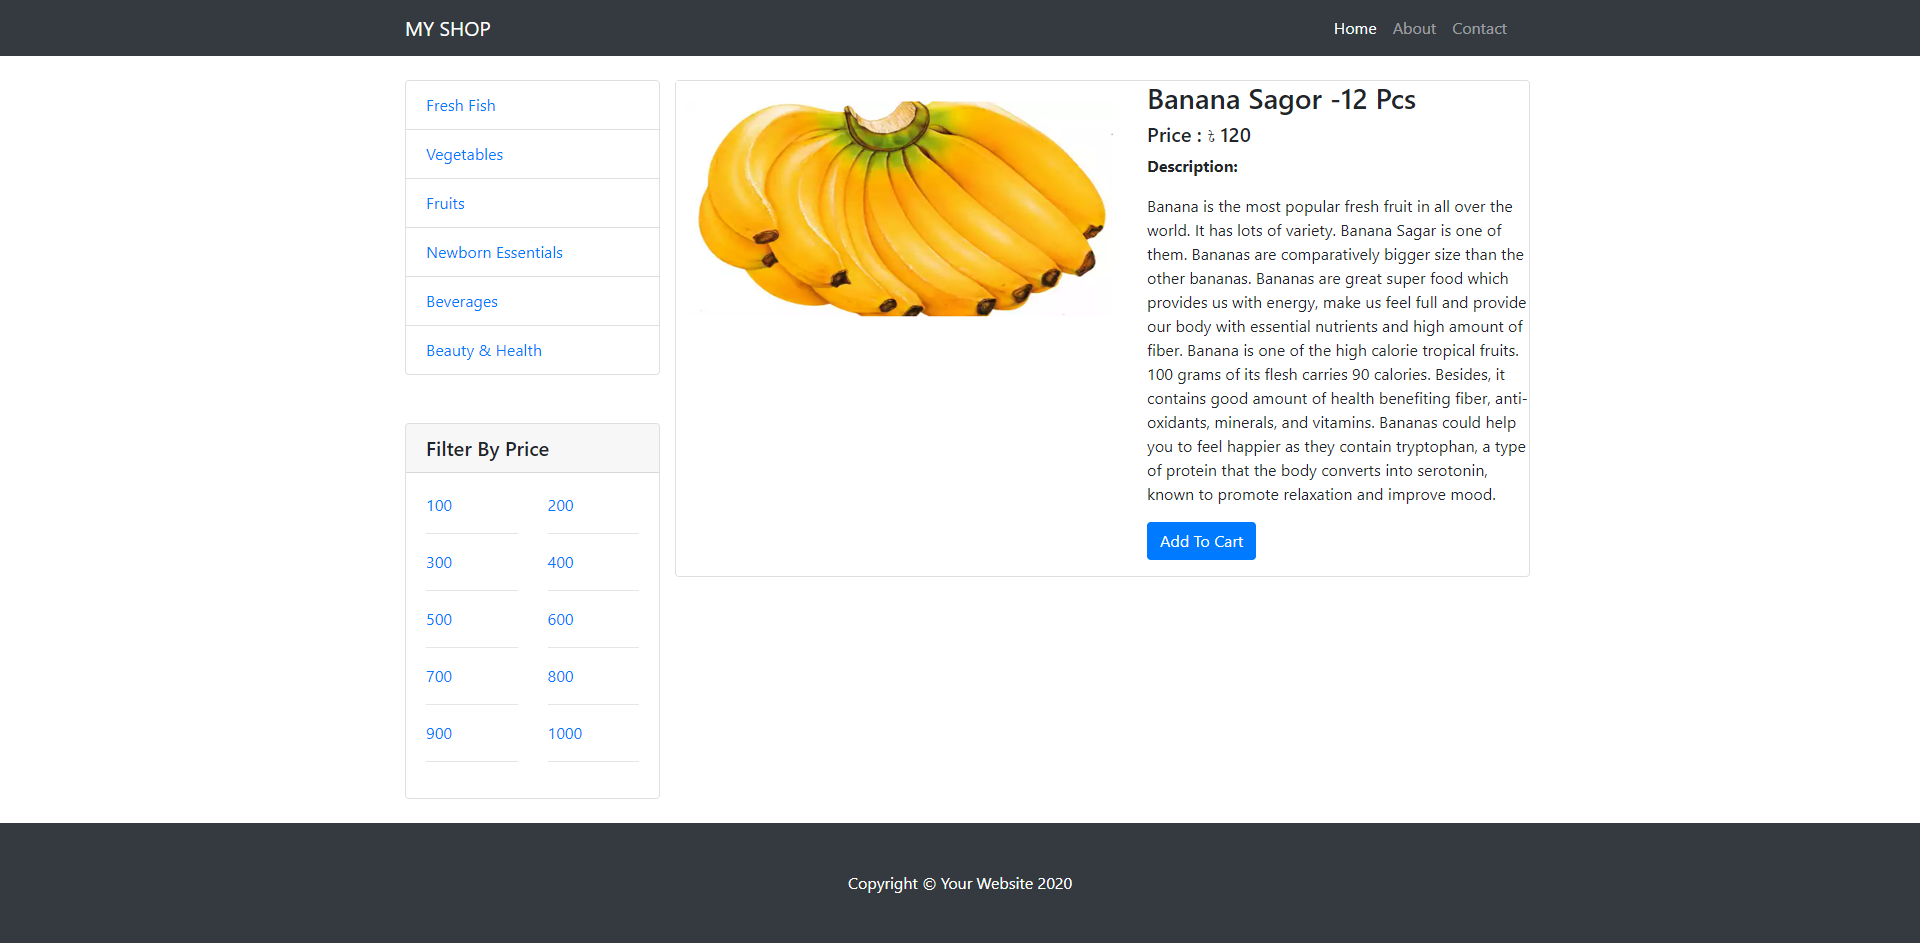 MY SHOP
Home About Contact
Fresh Fish
Vegetables
Fruits
Newborn Essentials
Beverages
Beauty & Health
Filter By Price
100 200
300 400
500 600
700 800
900 1000
Banana Sagor -12 Pcs
Price : ৳ 120
Description:
Banana is the most popular fresh fruit in all over the
world. It has lots of variety. Banana Sagar is one of
them. Bananas are comparatively bigger size than the
other bananas. Bananas are great super food which
provides us with energy, make us feel full and provide
our body with essential nutrients and high amount of
fiber. Banana is one of the high calorie tropical fruits.
100 grams of its flesh carries 90 calories. Besides, it
contains good amount of health benefiting fiber, anti-
oxidants, minerals, and vitamins. Bananas could help
you to feel happier as they contain tryptophan, a type
of protein that the body converts into serotonin,
known to promote relaxation and improve mood.
Add To Cart
Copyright © Your Website 2020